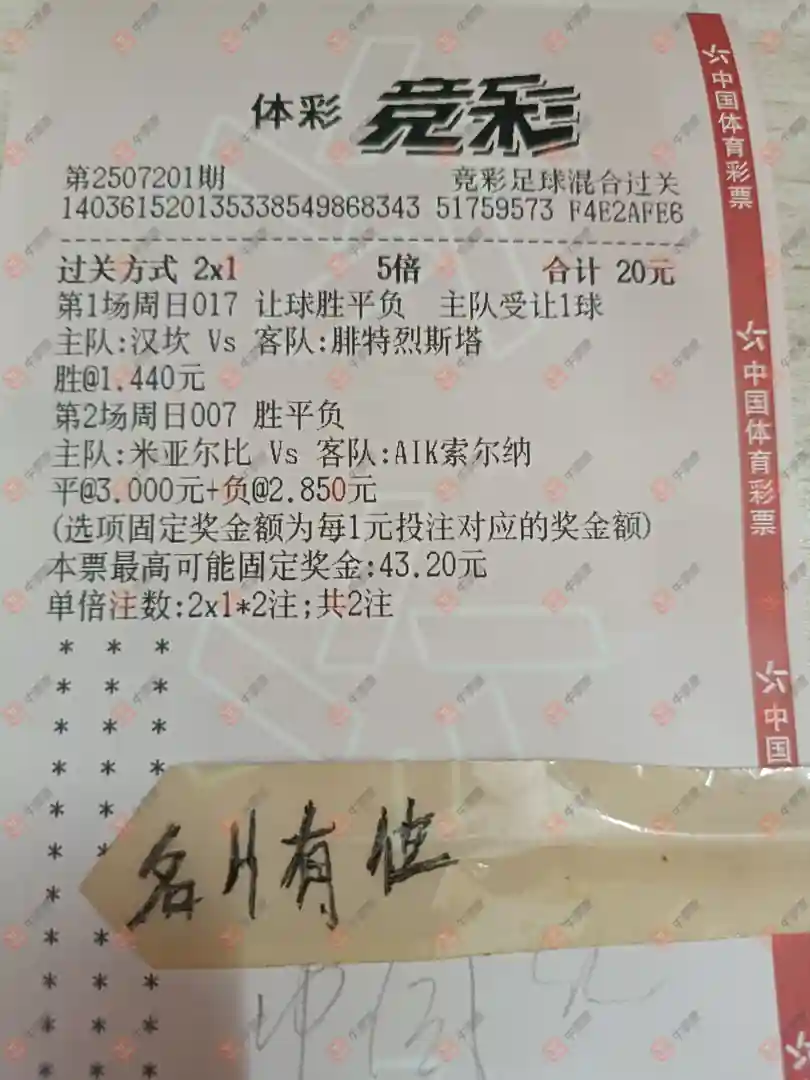 体彩 竞彩
第2507201期 竞彩足球混合过关
140361520135338549868343 51759573 F4E2AFE6
过关方式 2x1 5倍 合计 20元
第1场周日017 让球胜平负 主队受让1球
主队:汉坎 Vs 客队:腓特烈斯塔
胜@1.440元
第2场周日007 胜平负
主队:米亚尔比 Vs 客队:AIK索尔纳
平@3.000元+负@2.850元
(选项固定奖金额为每1元投注对应的奖金额)
本票最高可能固定奖金:43.20元
单倍注数:2x1*2注;共2注
* * *
* * *
* * *
* * *
* *
* *
*
* *
* * *
* * *
* * *
名片有位
中国体育彩票
中国体育彩票
中国